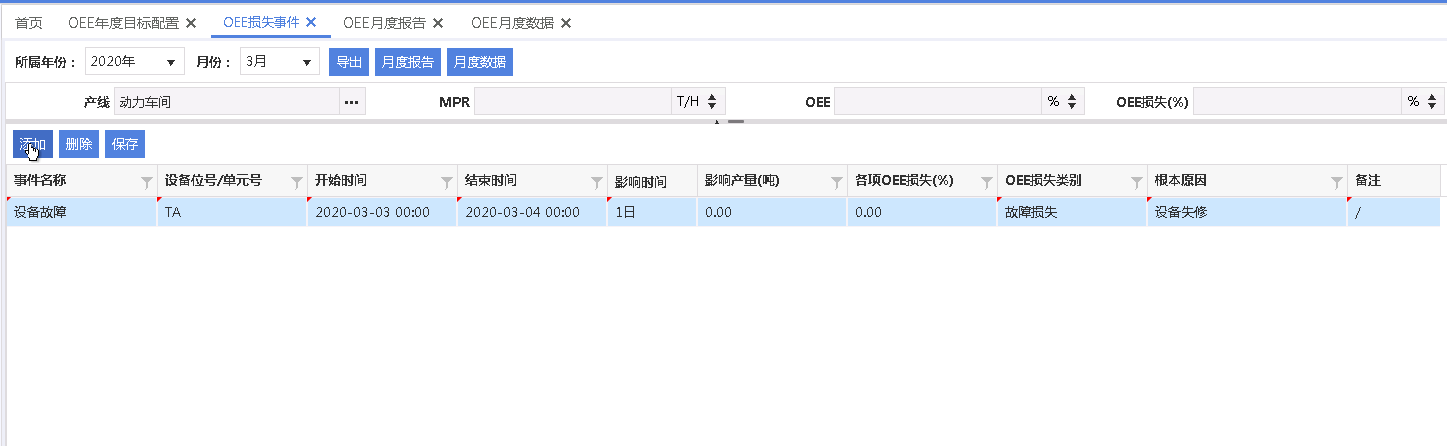 首页 OEE年度目标配置 OEE损失事件 OEE月度报告 OEE月度数据
所属年份： 2020年 月份： 3月 导出 月度报告 月度数据
产线 动力车间 ••• MPR T/H OEE % OEE损失(%) %
添加 删除 保存
事件名称 设备位号/单元号 开始时间 结束时间 影响时间 影响产量(吨) 各项OEE损失(%) OEE损失类别 根本原因 备注
设备故障 TA 2020-03-03 00:00 2020-03-04 00:00 1日 0.00 0.00 故障损失 设备失修 /